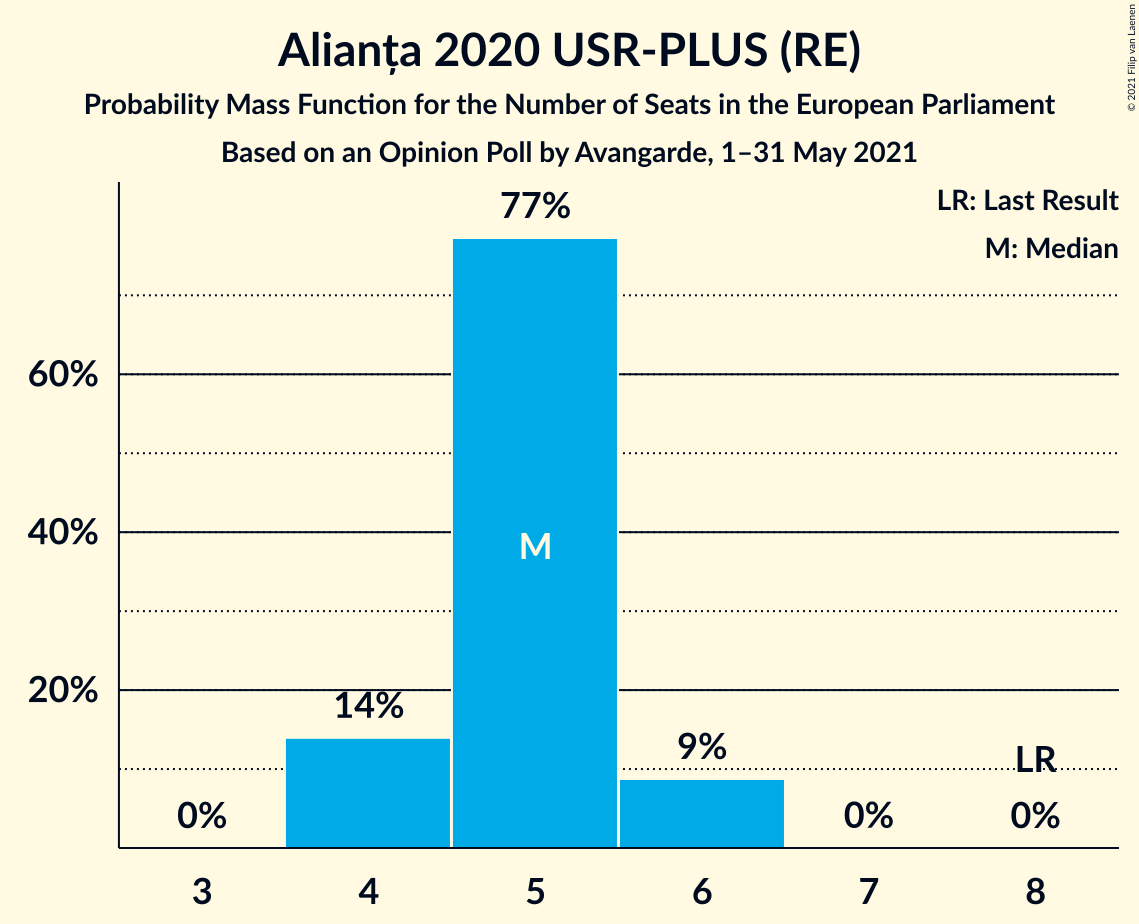 Alianța 2020 USR-PLUS (RE)
Probability Mass Function for the Number of Seats in the European Parliament
Based on an Opinion Poll by Avangarde, 1–31 May 2021
© 2021 Filip van Laenen
LR: Last Result
M: Median
77%
60%
40%
M
20%
14%
9%
LR
0%
0%
0%
3
4
5
6
7
8